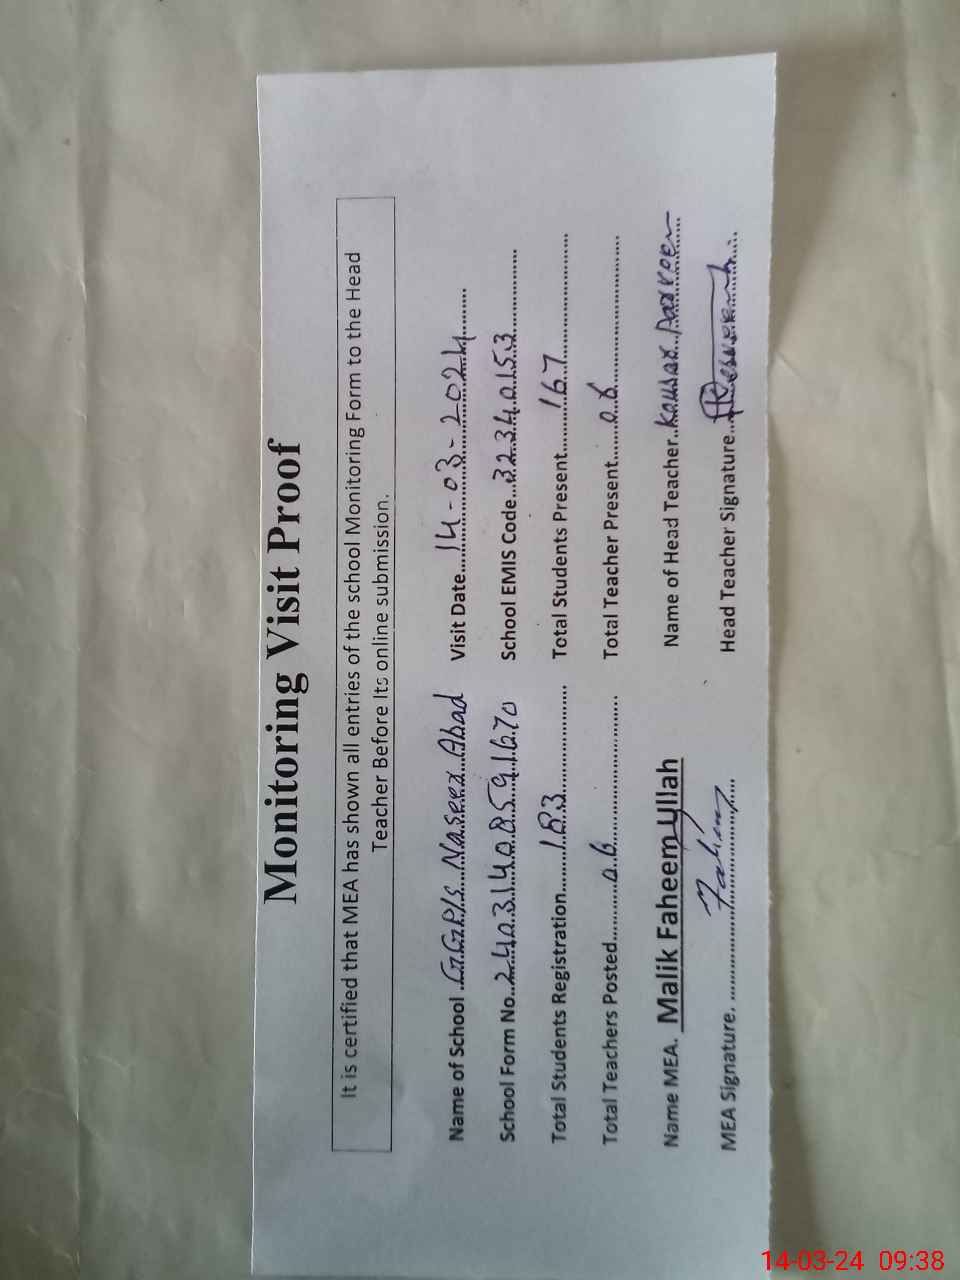 Monitoring Visit Proof
It is certified that MEA has shown all entries of the school Monitoring Form to the Head
Teacher Before Its online submission.
Name of School GGPS Naseer Abad Visit Date 14-03-2024
School Form No. 24031408591670 School EMIS Code 32340153
Total Students Registration 183 Total Students Present 167
Total Teachers Posted 06 Total Teacher Present 06
Name MEA. Malik Faheem Ullah Name of Head Teacher Kausar parveen
MEA Signature. Fahim Head Teacher Signature
14-03-24 09:38